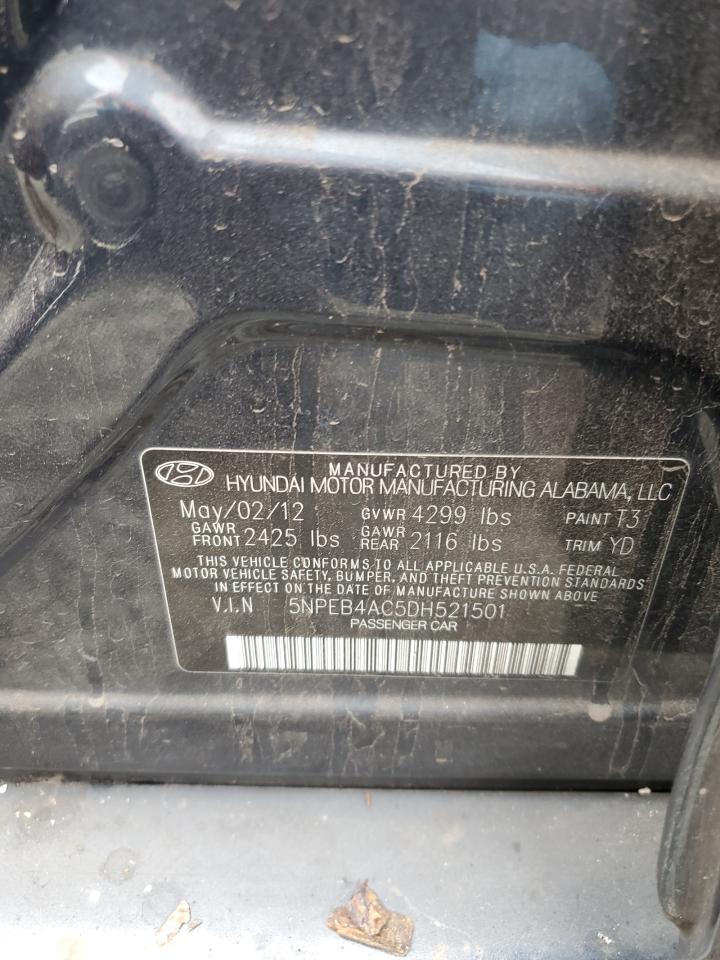 MANUFACTURED BY
HYUNDAI MOTOR MANUFACTURING ALABAMA, LLC
May/02/12 GVWR 4299 lbs PAINT T3
GAWR FRONT 2425 lbs GAWR REAR 2116 lbs TRIM YD
THIS VEHICLE CONFORMS TO ALL APPLICABLE U.S.A. FEDERAL
MOTOR VEHICLE SAFETY, BUMPER, AND THEFT PREVENTION STANDARDS
IN EFFECT ON THE DATE OF MANUFACTURE SHOWN ABOVE
V.I.N 5NPEB4AC5DH521501
PASSENGER CAR